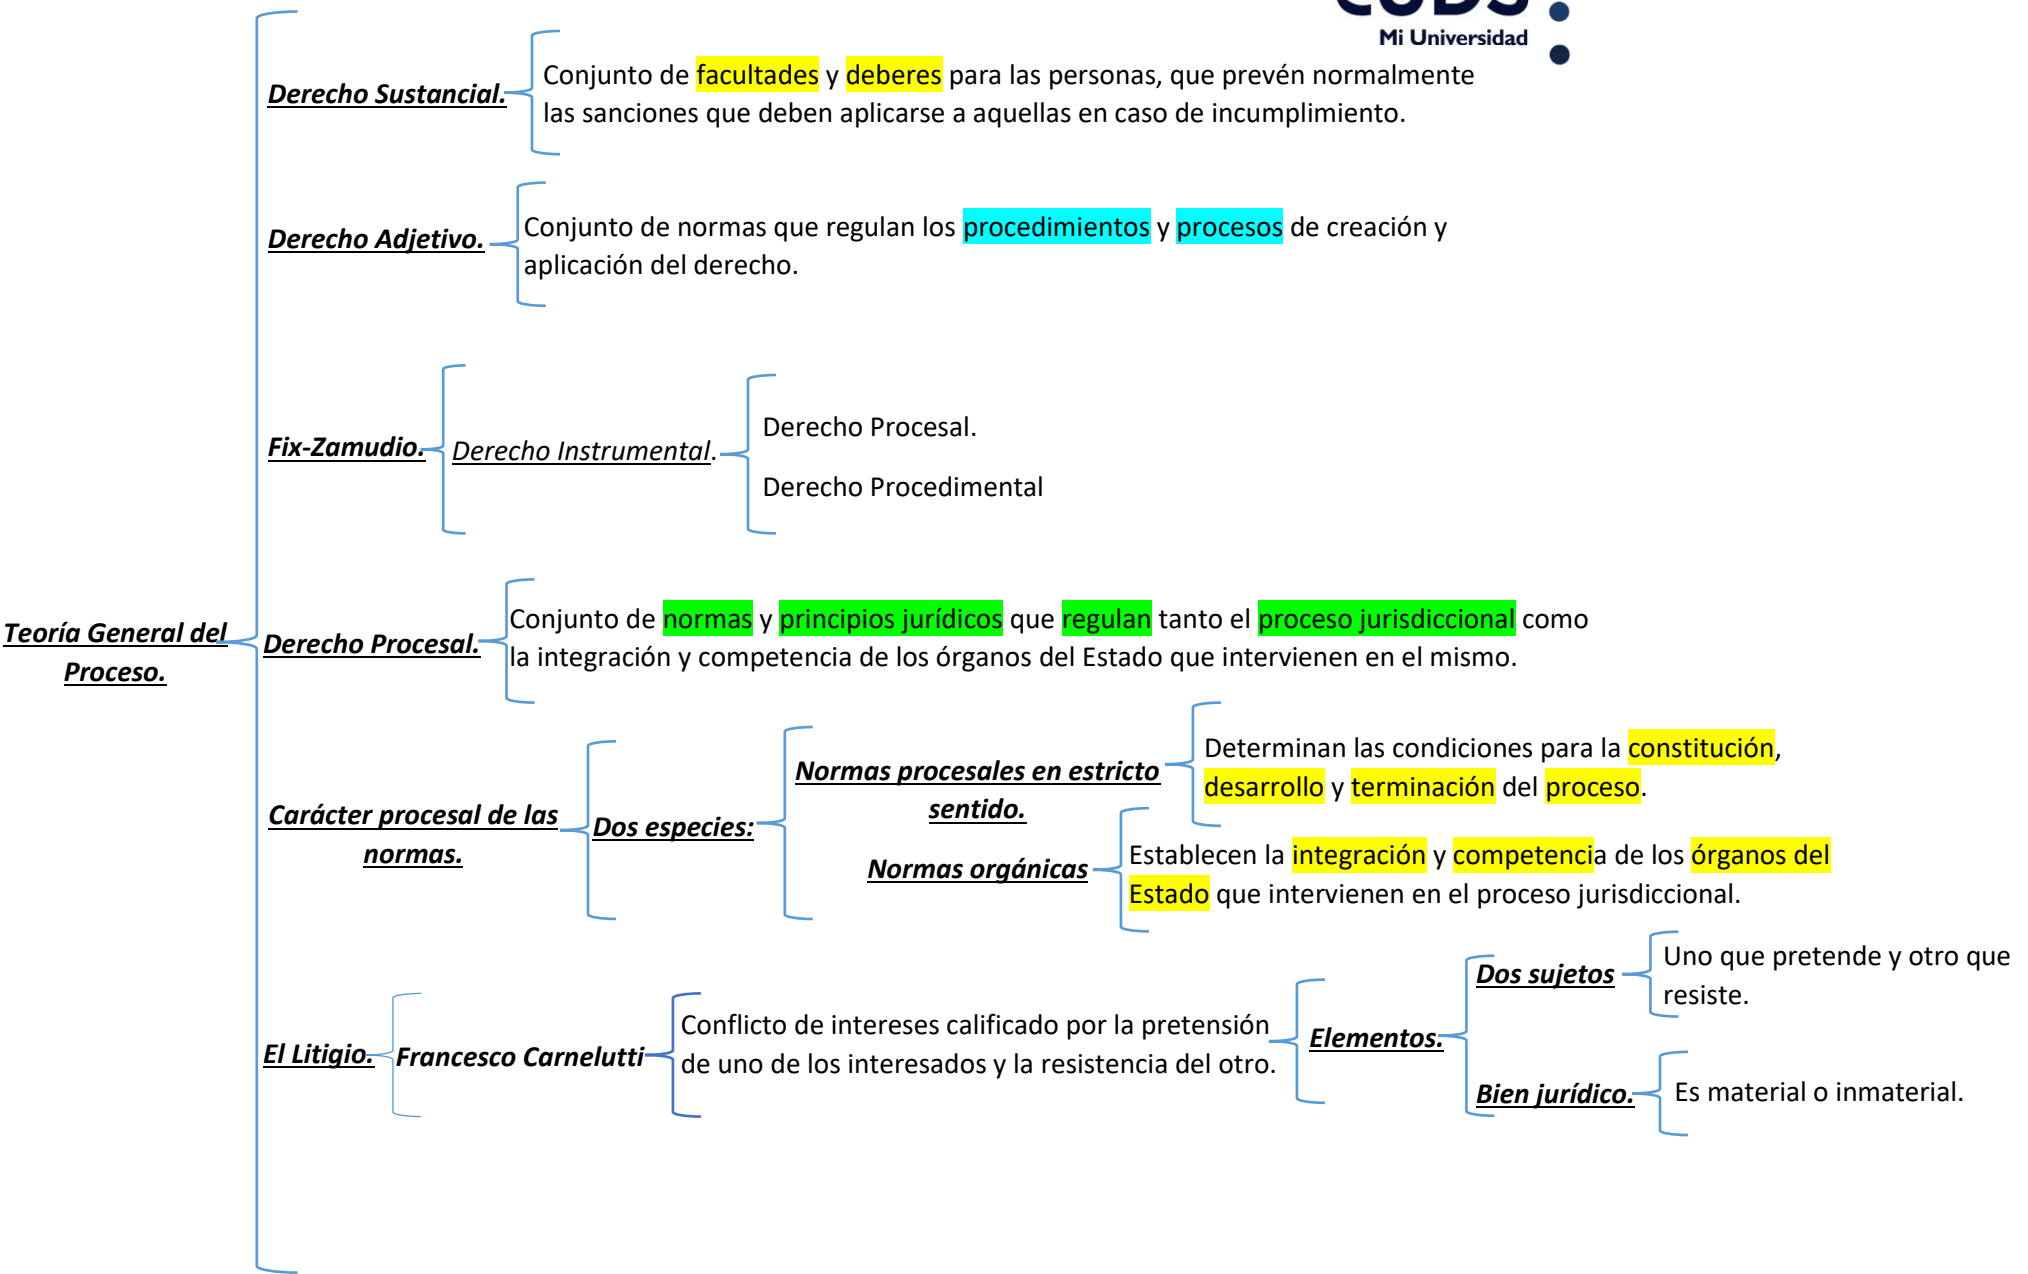 Mi Universidad
Derecho Sustancial.
Conjunto de facultades y deberes para las personas, que prevén normalmente
las sanciones que deben aplicarse a aquellas en caso de incumplimiento.
Derecho Adjetivo.
Conjunto de normas que regulan los procedimientos y procesos de creación y
aplicación del derecho.
Fix-Zamudio.
Derecho Instrumental.
Derecho Procesal.
Derecho Procedimental
Teoría General del
Proceso.
Derecho Procesal.
Conjunto de normas y principios jurídicos que regulan tanto el proceso jurisdiccional como
la integración y competencia de los órganos del Estado que intervienen en el mismo.
Carácter procesal de las
normas.
Dos especies:
Normas procesales en estricto
sentido.
Determinan las condiciones para la constitución,
desarrollo y terminación del proceso.
Normas orgánicas
Establecen la integración y competencia de los órganos del
Estado que intervienen en el proceso jurisdiccional.
El Litigio.
Francesco Carnelutti
Conflicto de intereses calificado por la pretensión
de uno de los interesados y la resistencia del otro.
Elementos.
Dos sujetos
Uno que pretende y otro que
resiste.
Bien jurídico.
Es material o inmaterial.